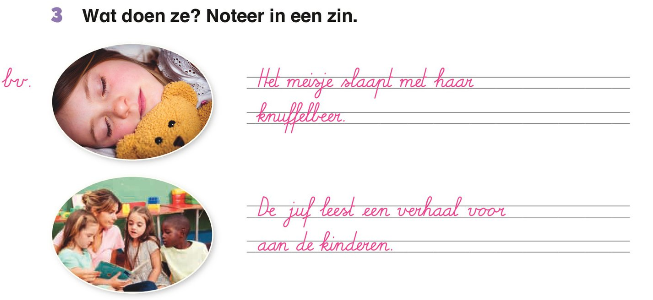 3 Wat doen ze? Noteer in een zin.
bv. Het meisje slaapt met haar
knuffelbeer.
De juf leest een verhaal voor
aan de kinderen.